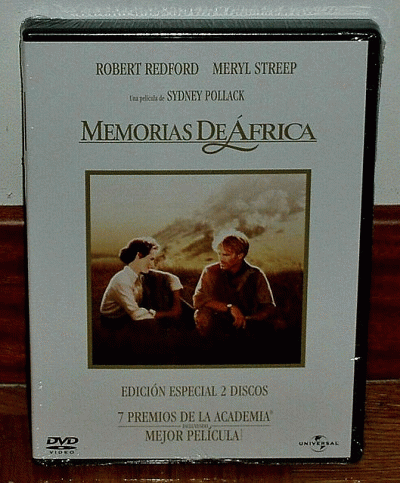 ROBERT REDFORD MERYL STREEP
Una película de SYDNEY POLLACK
MEMORIAS DE ÁFRICA
EDICIÓN ESPECIAL 2 DISCOS
7 PREMIOS DE LA ACADEMIA®
INCLUYENDO
MEJOR PELÍCULA
DVD
VIDEO
UNIVERSAL